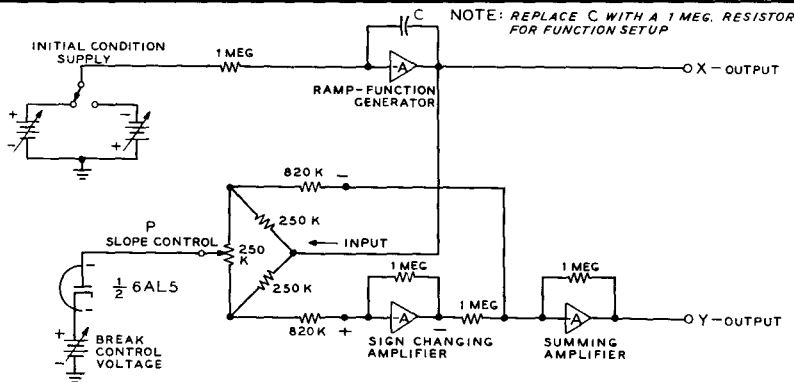 NOTE: REPLACE C WITH A 1 MEG. RESISTOR
FOR FUNCTION SETUP
C
INITIAL CONDITION
SUPPLY
1 MEG
-A
RAMP-FUNCTION
GENERATOR
X-OUTPUT
+
-
-
+
820 K
-
P
SLOPE CONTROL
250 K
250
K
INPUT
250 K
1/2 6AL5
-
-
+
-
BREAK
CONTROL
VOLTAGE
820 K
+
1 MEG
-A
-
SIGN CHANGING
AMPLIFIER
1 MEG
1 MEG
-A
SUMMING
AMPLIFIER
Y-OUTPUT